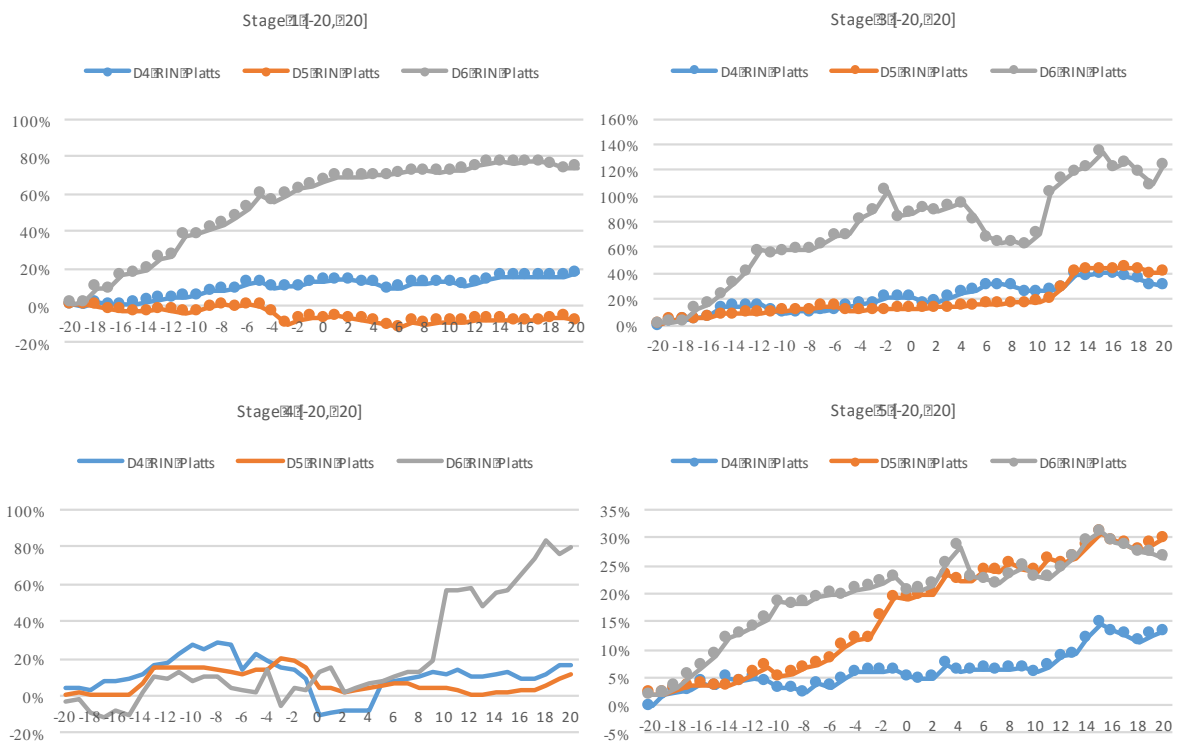 Stage 1 [-20, 20]
D4 RIN Platts D5 RIN Platts D6 RIN Platts
100%
80%
60%
40%
20%
0%
-20%
-20 -18 -16 -14 -12 -10 -8 -6 -4 -2 0 2 4 6 8 10 12 14 16 18 20
Stage 3 [-20, 20]
D4 RIN Platts D5 RIN Platts D6 RIN Platts
160%
140%
120%
100%
80%
60%
40%
20%
0%
-20 -18 -16 -14 -12 -10 -8 -6 -4 -2 0 2 4 6 8 10 12 14 16 18 20
Stage 4 [-20, 20]
D4 RIN Platts D5 RIN Platts D6 RIN Platts
100%
80%
60%
40%
20%
0%
-20%
-20 -18 -16 -14 -12 -10 -8 -6 -4 -2 0 2 4 6 8 10 12 14 16 18 20
Stage 5 [-20, 20]
D4 RIN Platts D5 RIN Platts D6 RIN Platts
35%
30%
25%
20%
15%
10%
5%
0%
-5%
-20 -18 -16 -14 -12 -10 -8 -6 -4 -2 0 2 4 6 8 10 12 14 16 18 20